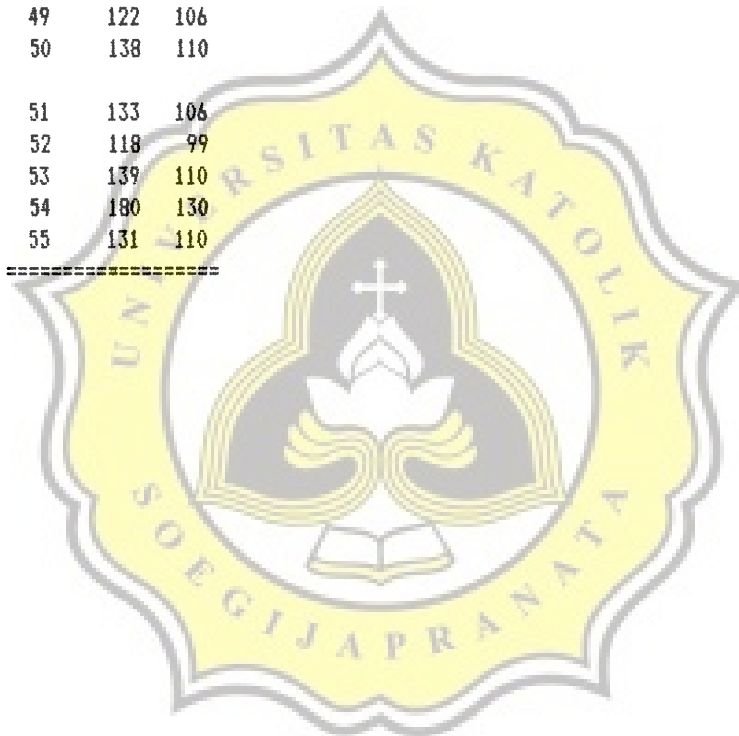 49 122 106
50 138 110
51 133 106
52 118 99
53 139 110
54 180 130
55 131 110
====================
UNIVERSITAS KATOLIK
SOEGIJAPRANATA